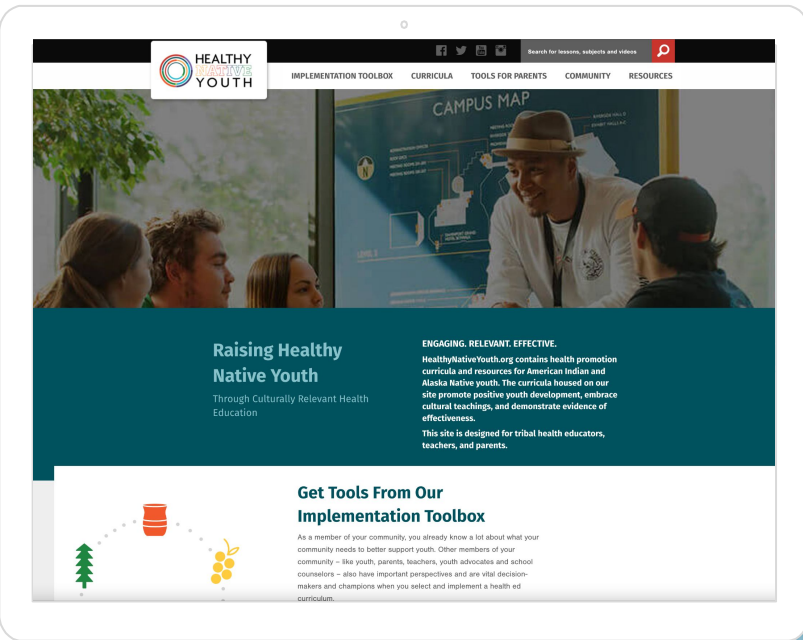 HEALTHY
NATIVE
YOUTH
Search for lessons, subjects and videos
IMPLEMENTATION TOOLBOX CURRICULA TOOLS FOR PARENTS COMMUNITY RESOURCES
CAMPUS MAP
N
LEVEL 3
Raising Healthy
Native Youth
Through Culturally Relevant Health
Education
ENGAGING. RELEVANT. EFFECTIVE.
HealthyNativeYouth.org contains health promotion
curricula and resources for American Indian and
Alaska Native youth. The curricula housed on our
site promote positive youth development, embrace
cultural teachings, and demonstrate evidence of
effectiveness.
This site is designed for tribal health educators,
teachers, and parents.
Get Tools From Our
Implementation Toolbox
As a member of your community, you already know a lot about what your
community needs to better support youth. Other members of your
community – like youth, parents, teachers, youth advocates and school
counselors – also have important perspectives and are vital decision-
makers and champions when you select and implement a health ed
curriculum.